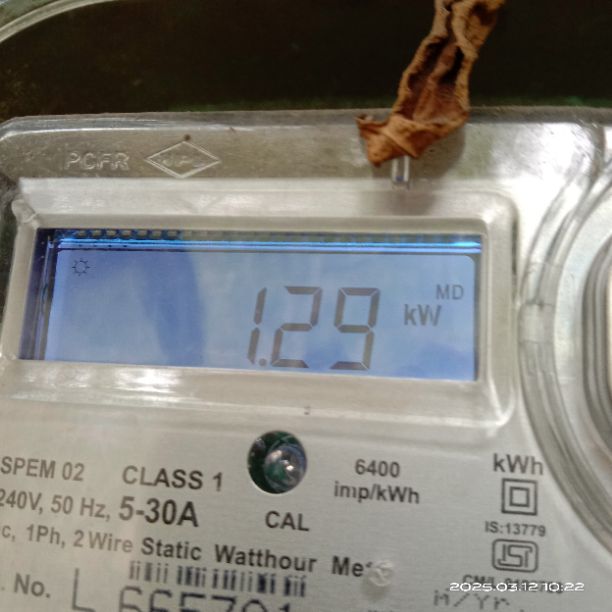 PCFR
1.29
MD
kW
SPEM 02
CLASS 1
240V, 50 Hz, 5-30A
6400
imp/kWh
kWh
CAL
IS:13779
c, 1Ph, 2 Wire Static Watthour Me
. No.
2025.03.12 10:22